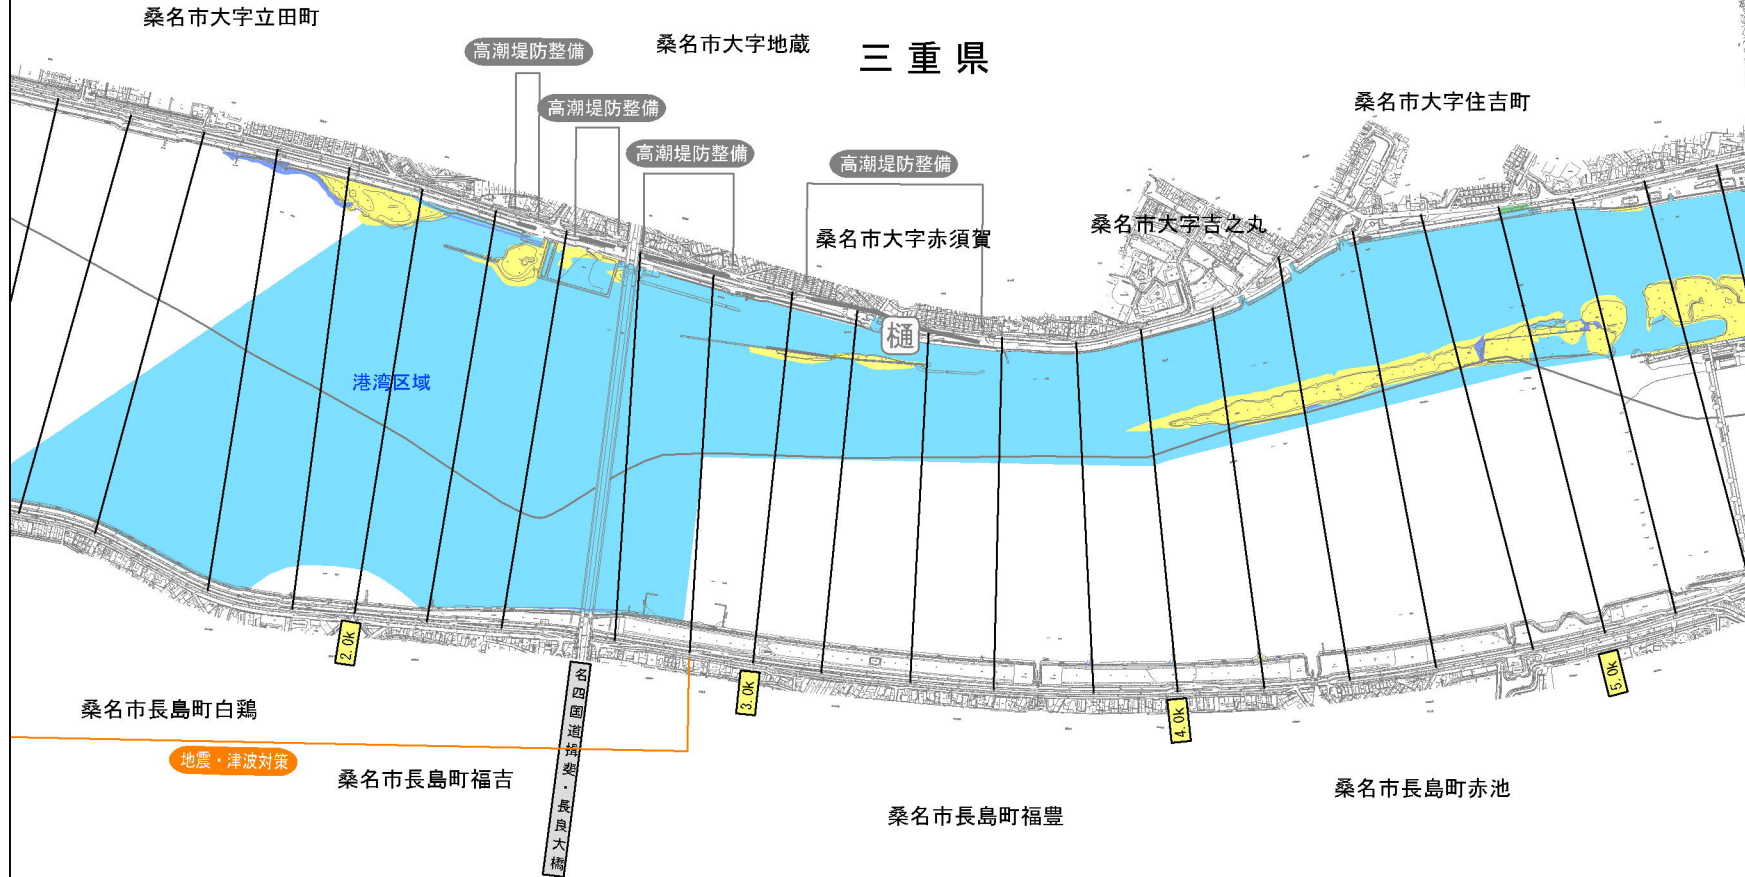 桑名市大字立田町
高潮堤防整備
桑名市大字地蔵
三重県
高潮堤防整備
桑名市大字住吉町
高潮堤防整備
高潮堤防整備
桑名市大字赤須賀
桑名市大字吉之丸
樋
港湾区域
2.0k
3.0k
4.0k
5.0k
桑名市長島町白鶏
地震・津波対策
桑名市長島町福吉
名四国道揖斐・長良大橋
桑名市長島町福豊
桑名市長島町赤池